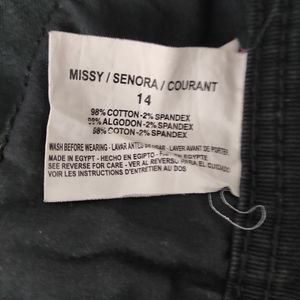 MISSY / SENORA / COURANT
14
98% COTTON-2% SPANDEX
98% ALGODON-2% SPANDEX
98% COTON-2% SPANDEX
WASH BEFORE WEARING - LAVAR ANTES DE USAR - LAVER AVANT DE PORTER
MADE IN EGYPT - HECHO EN EGIPTO - FAIT EN EGYPTE
SEE REVERSE FOR CARE - VER AL REVERSO PARA EL CUIDADO
VOIR LES INSTRUCTIONS D'ENTRETIEN AU DOS